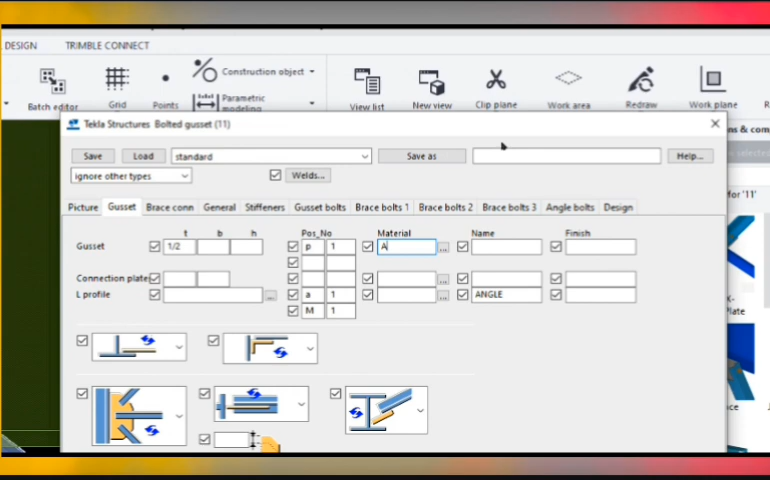 DESIGN TRIMBLE CONNECT
Construction object
Batch editor Grid Points Parametric modeling View list New view Clip plane Work area Redraw Work plane
Tekla Structures Bolted gusset (11)
Save Load standard Save as Help...
ignore other types Welds...
Picture Gusset Brace conn General Stiffeners Gusset bolts Brace bolts 1 Brace bolts 2 Brace bolts 3 Angle bolts Design
t b h Pos_No Material Name Finish
Gusset 1/2 p 1 A
Connection plate
L profile a 1 ANGLE
M 1
ns & comp
for '11'
Plate